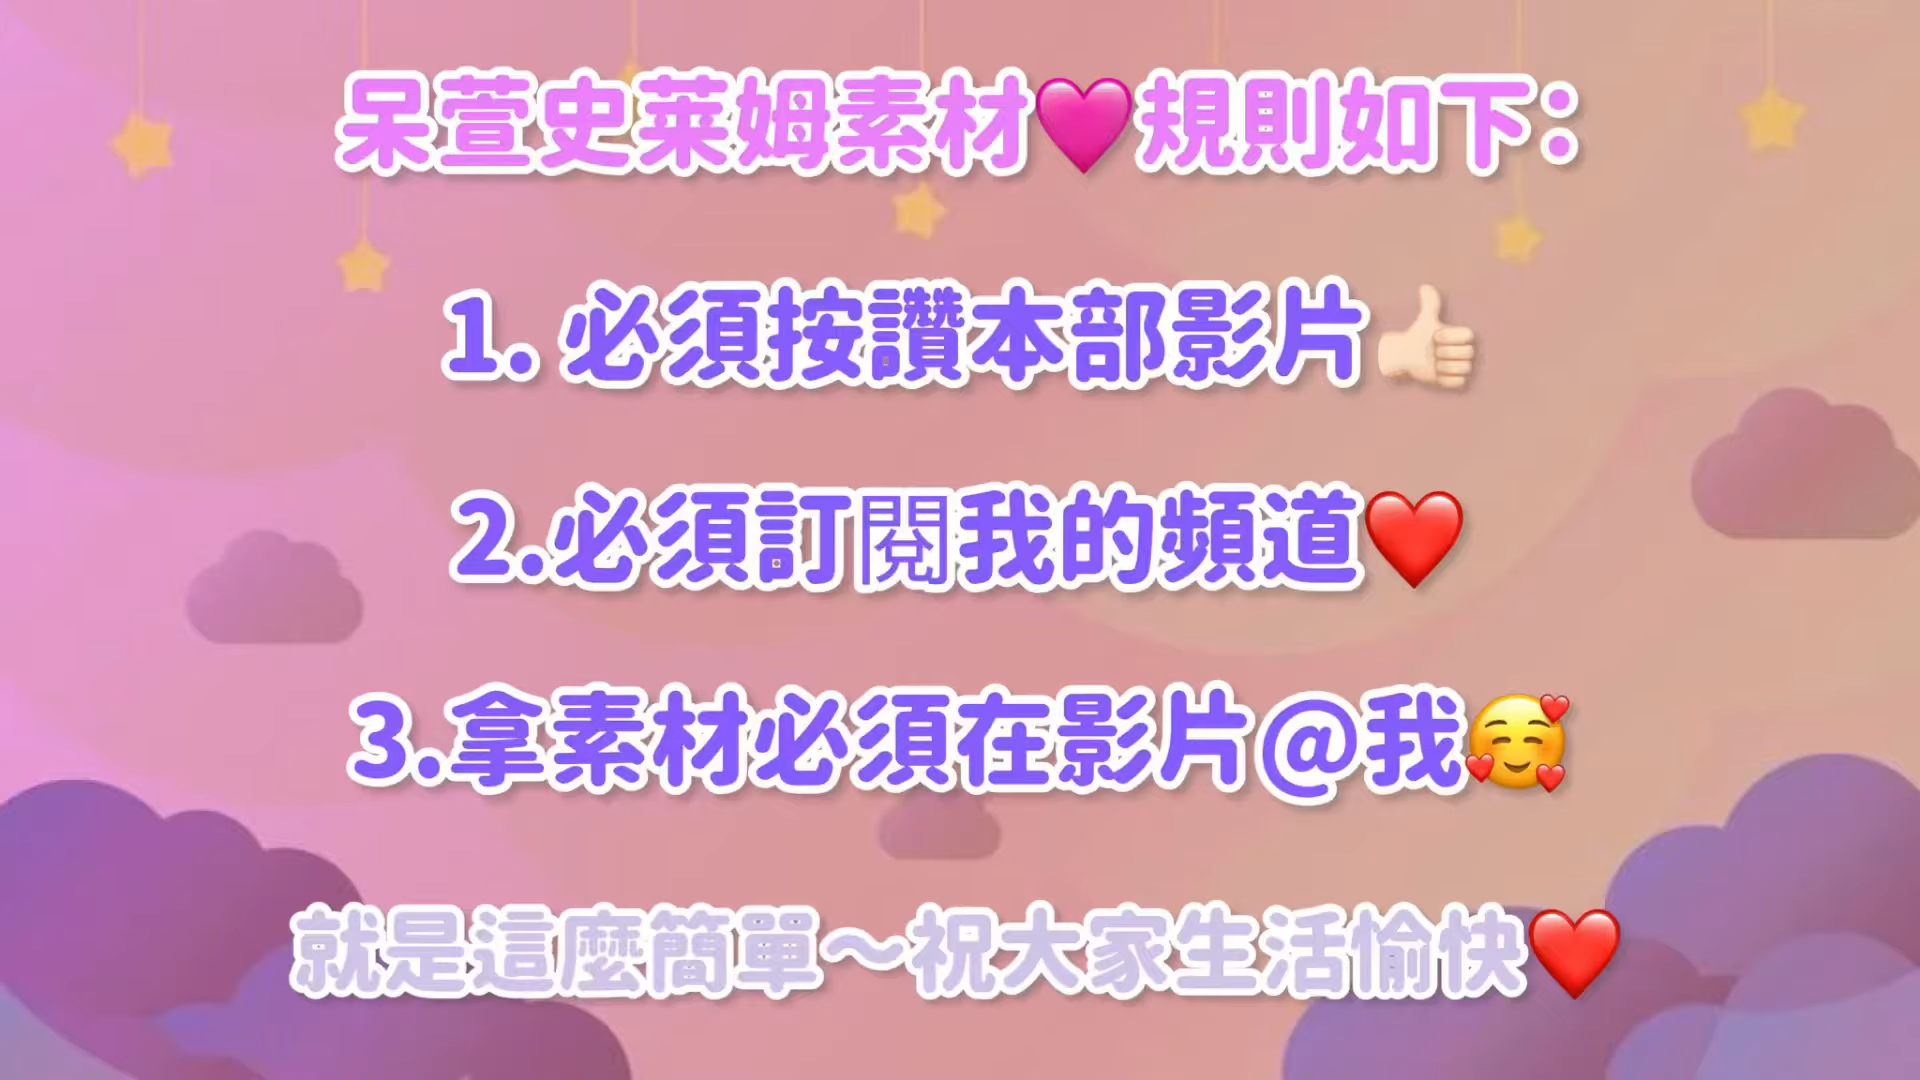 呆萱史萊姆素材🩷規則如下:
1. 必須按讚本部影片👍🏻
2.必須訂閱我的頻道❤️
3.拿素材必須在影片@我🥰
就是這麼簡單～祝大家生活愉快❤️